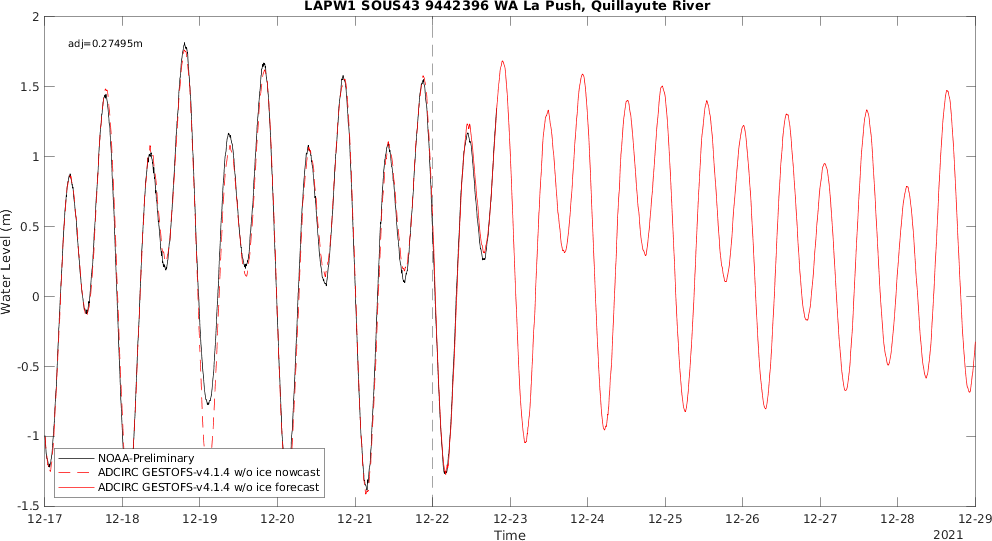 LAPW1 SOUS43 9442396 WA La Push, Quillayute River
adj=0.27495m
2
1.5
1
0.5
0
-0.5
-1
-1.5
Water Level (m)
NOAA-Preliminary
ADCIRC GESTOFS-v4.1.4 w/o ice nowcast
ADCIRC GESTOFS-v4.1.4 w/o ice forecast
12-17 12-18 12-19 12-20 12-21 12-22 12-23 12-24 12-25 12-26 12-27 12-28 12-29
Time
2021